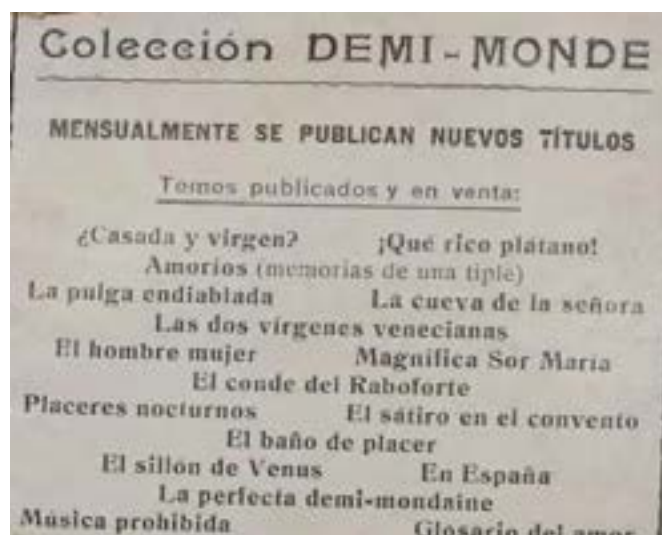 Colección DEMI-MONDE
MENSUALMENTE SE PUBLICAN NUEVOS TÍTULOS
Tomos publicados y en venta:
¿Casada y virgen? ¡Qué rico plátano!
Amoríos (memorias de una tiple)
La pulga endiablada La cueva de la señora
Las dos vírgenes venecianas
El hombre mujer Magnífica Sor María
El conde del Raboforte
Placeres nocturnos El sátiro en el convento
El baño de placer
El sillón de Venus En España
La perfecta demi-mondaine
Música prohibida Glosario del amor